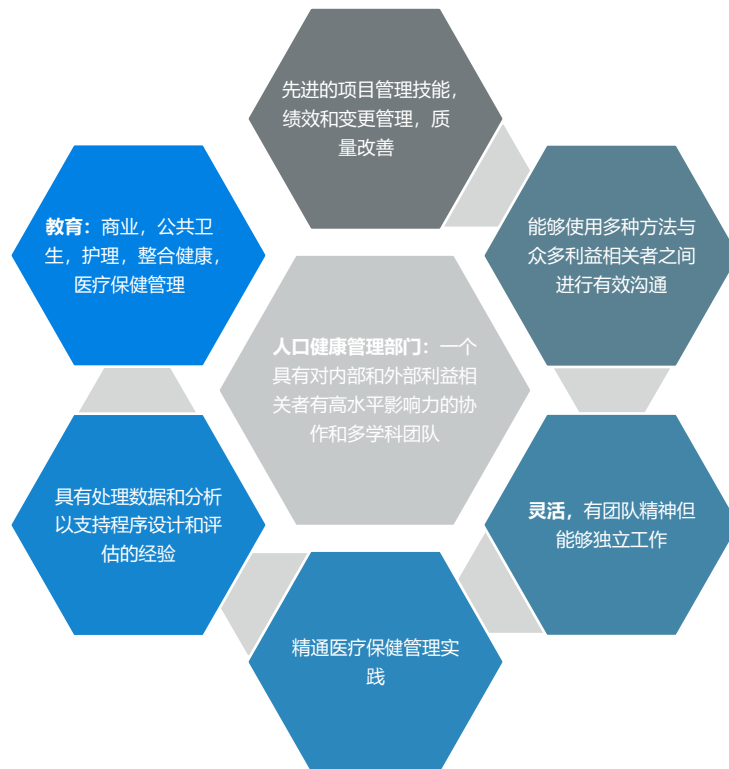 先进的项目管理技能，
绩效和变更管理，质
量改善
教育：商业，公共卫
生，护理，整合健康，
医疗保健管理
能够使用多种方法与
众多利益相关者之间
进行有效沟通
人口健康管理部门：一个
具有对内部和外部利益相
关者有高水平影响力的协
作和多学科团队
具有处理数据和分析
以支持程序设计和评
估的经验
灵活，有团队精神但
能够独立工作
精通医疗保健管理实
践